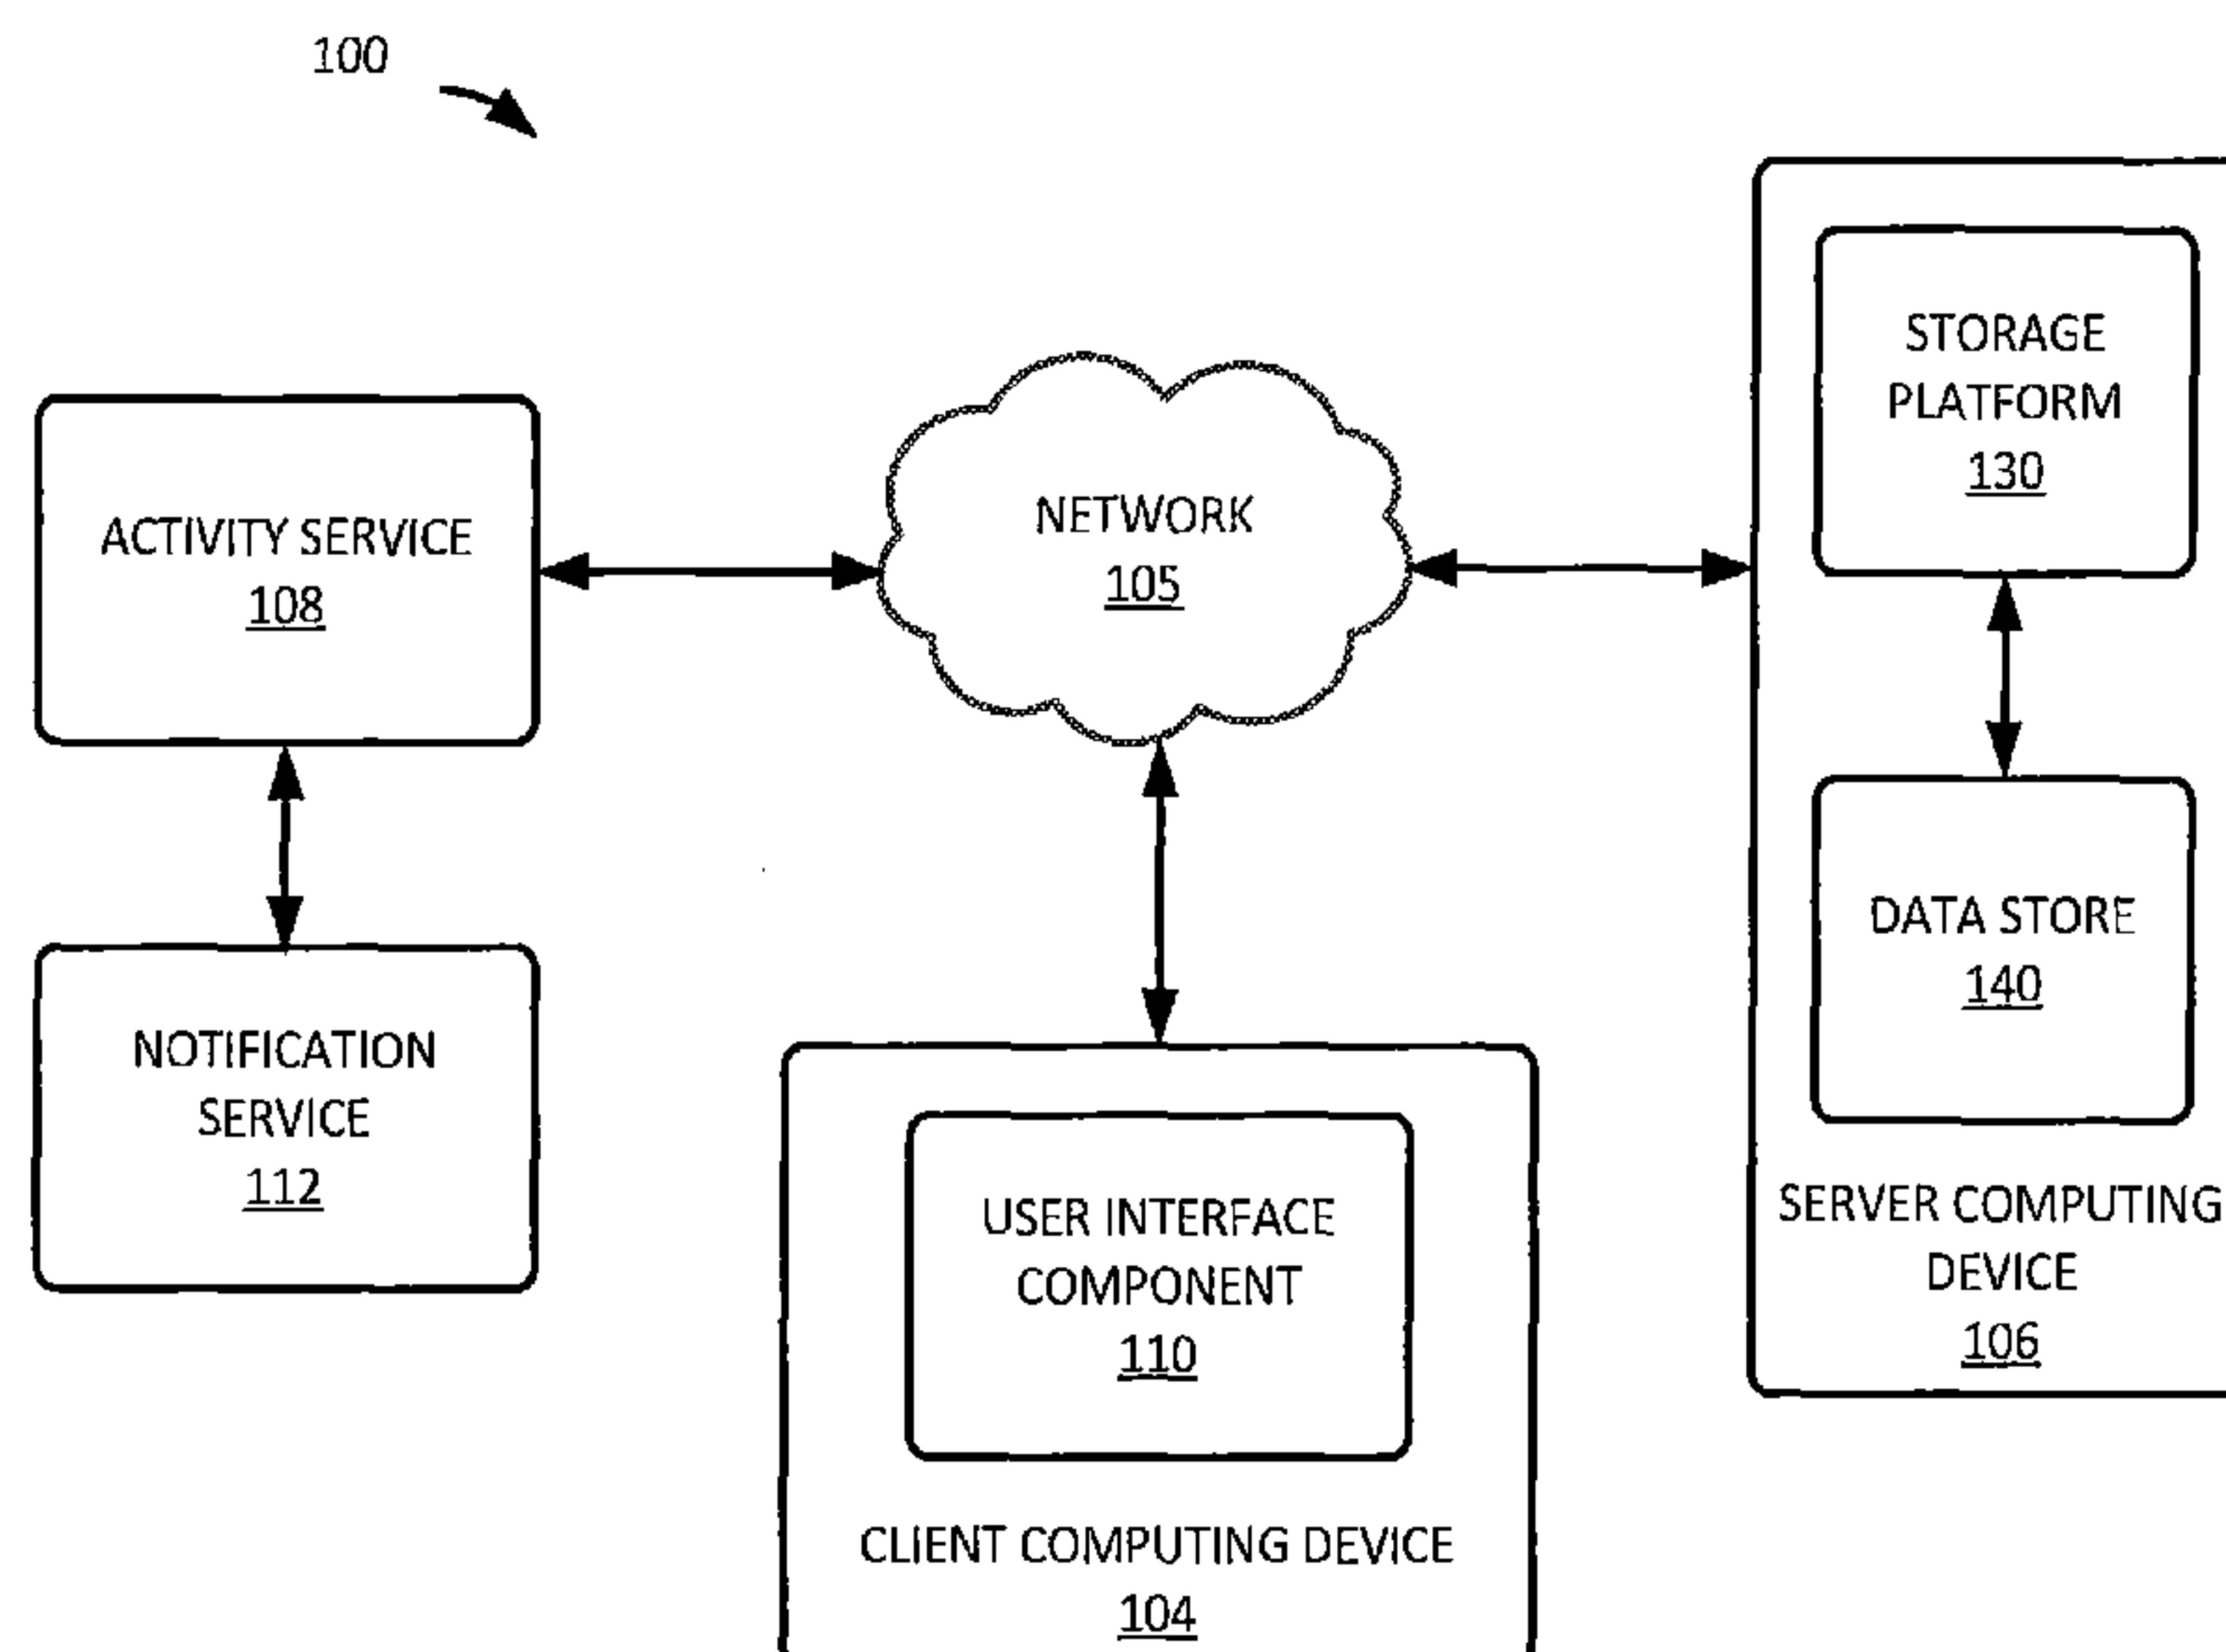 100
STORAGE
PLATFORM
130
ACTIVITY SERVICE
108
NETWORK
105
DATA STORE
140
NOTIFICATION
SERVICE
112
USER INTERFACE
COMPONENT
110
SERVER COMPUTING
DEVICE
106
CLIENT COMPUTING DEVICE
104